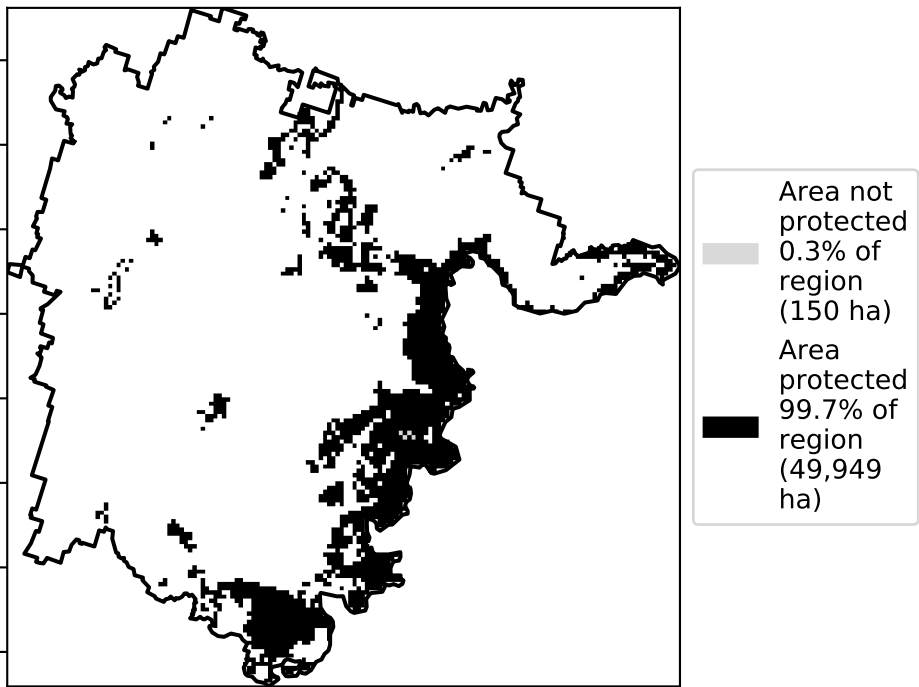 Area not
protected
0.3% of
region
(150 ha)
Area
protected
99.7% of
region
(49,949
ha)